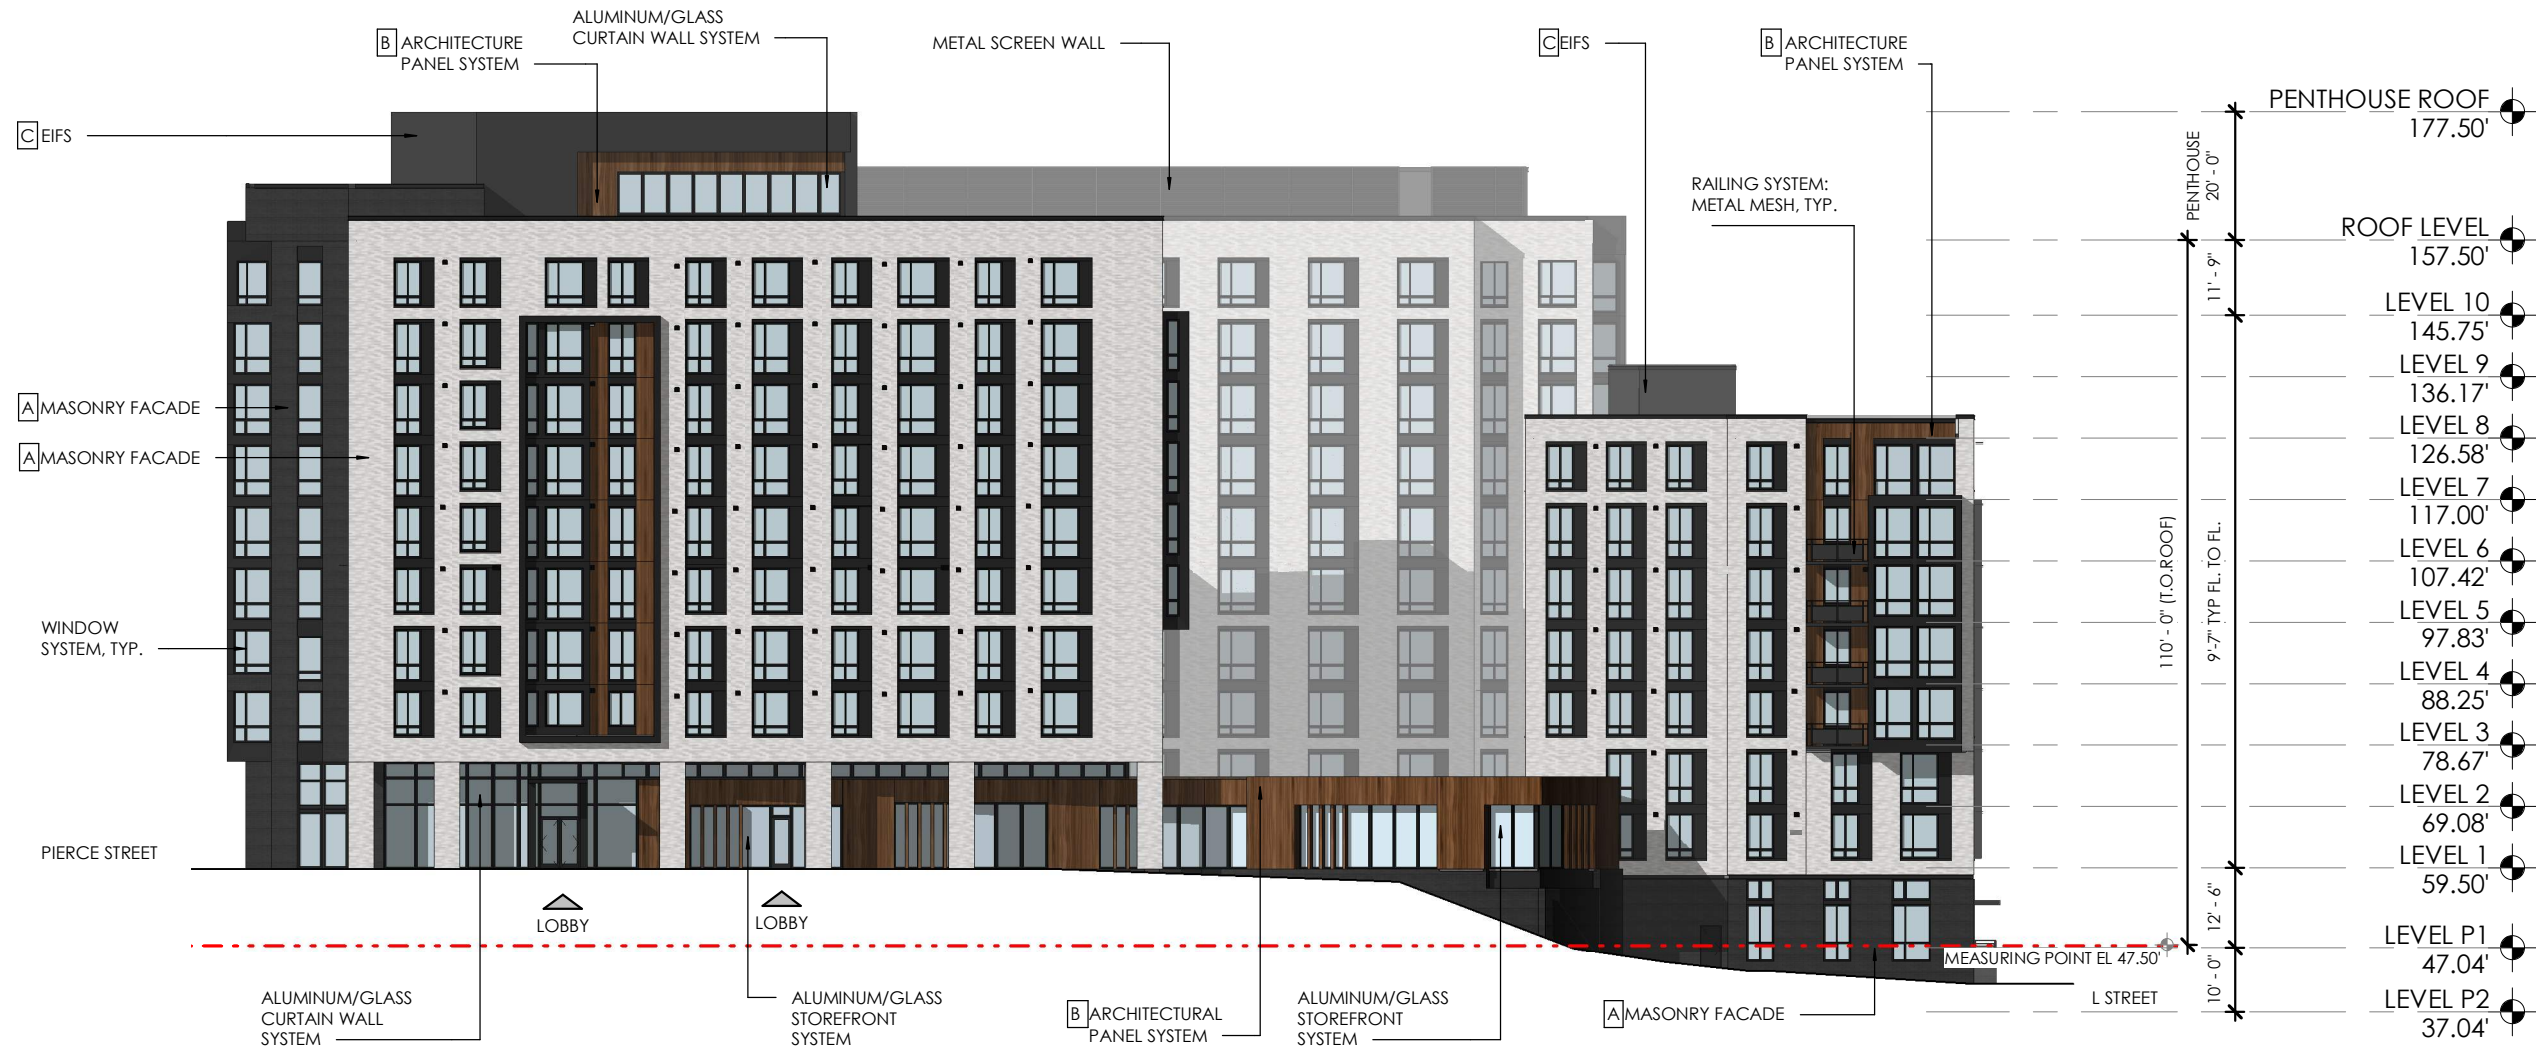 ALUMINUM/GLASS
CURTAIN WALL SYSTEM
B ARCHITECTURE
PANEL SYSTEM
METAL SCREEN WALL
C EIFS
B ARCHITECTURE
PANEL SYSTEM
C EIFS
RAILING SYSTEM:
METAL MESH, TYP.
A MASONRY FACADE
A MASONRY FACADE
WINDOW
SYSTEM, TYP.
PIERCE STREET
LOBBY
LOBBY
ALUMINUM/GLASS
CURTAIN WALL
SYSTEM
ALUMINUM/GLASS
STOREFRONT
SYSTEM
B ARCHITECTURAL
PANEL SYSTEM
ALUMINUM/GLASS
STOREFRONT
SYSTEM
A MASONRY FACADE
MEASURING POINT EL 47.50'
L STREET
PENTHOUSE
20' - 0"
11' - 9"
110' - 0" (T.O.ROOF)
9'-7" TYP FL. TO FL.
12' - 6"
10' - 0"
PENTHOUSE ROOF
177.50'
ROOF LEVEL
157.50'
LEVEL 10
145.75'
LEVEL 9
136.17'
LEVEL 8
126.58'
LEVEL 7
117.00'
LEVEL 6
107.42'
LEVEL 5
97.83'
LEVEL 4
88.25'
LEVEL 3
78.67'
LEVEL 2
69.08'
LEVEL 1
59.50'
LEVEL P1
47.04'
LEVEL P2
37.04'